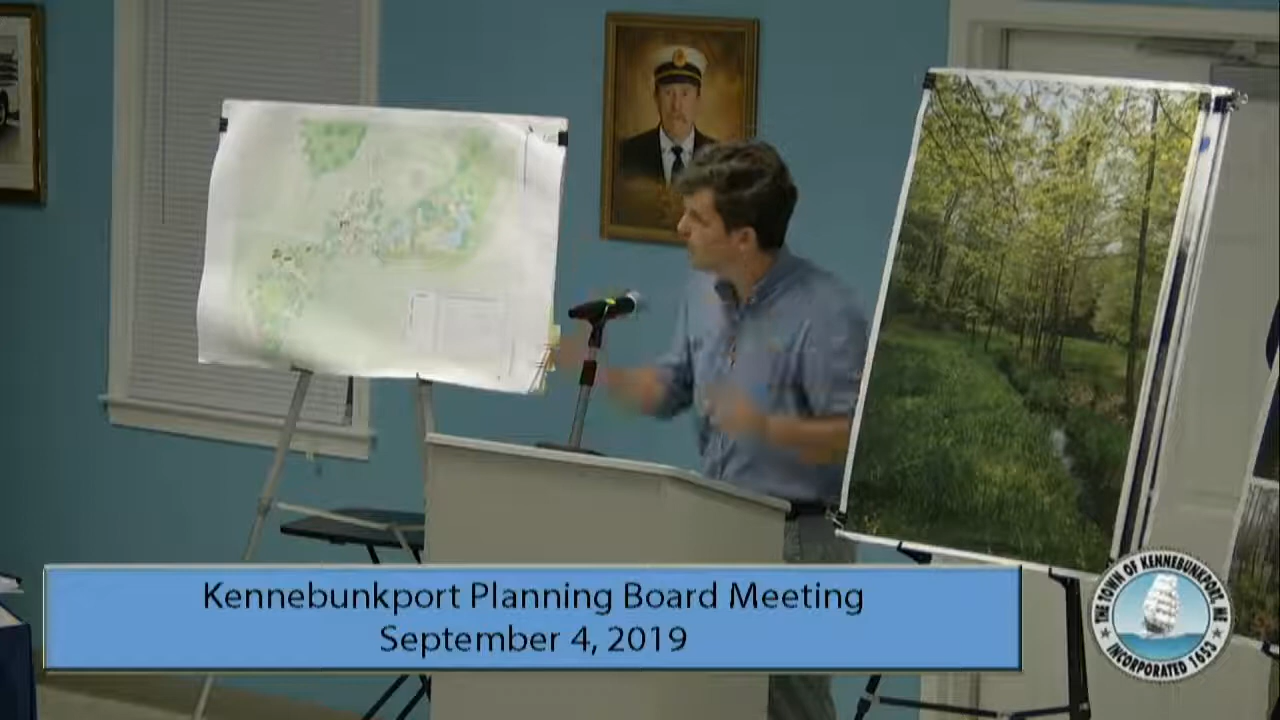 Kennebunkport Planning Board Meeting
September 4, 2019
THE TOWN OF KENNEBUNKPORT, ME
INCORPORATED 1653